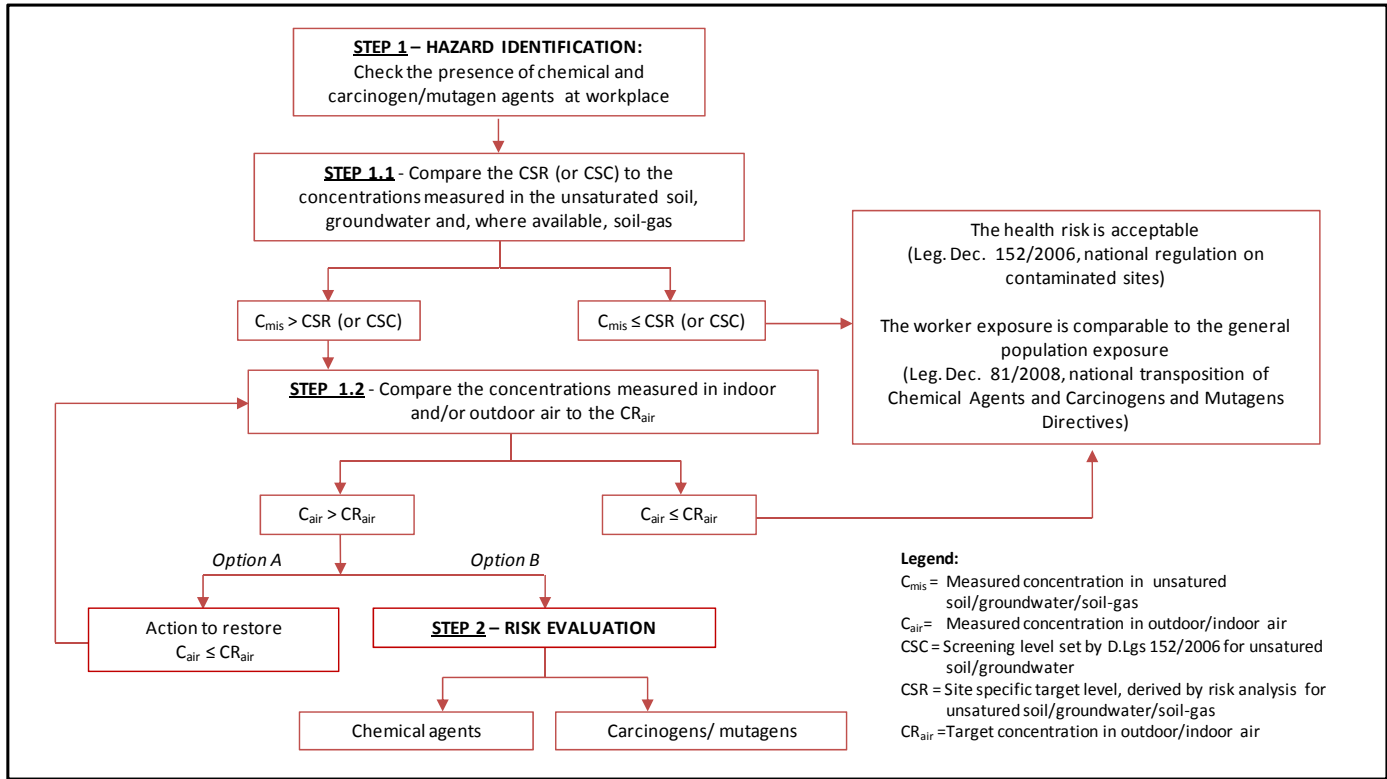 STEP 1 – HAZARD IDENTIFICATION:
Check the presence of chemical and
carcinogen/mutagen agents at workplace
STEP 1.1 - Compare the CSR (or CSC) to the
concentrations measured in the unsaturated soil,
groundwater and, where available, soil-gas
The health risk is acceptable
(Leg. Dec. 152/2006, national regulation on
contaminated sites)
The worker exposure is comparable to the general
population exposure
(Leg. Dec. 81/2008, national transposition of
Chemical Agents and Carcinogens and Mutagens
Directives)
Cmis > CSR (or CSC)
Cmis ≤ CSR (or CSC)
STEP 1.2 - Compare the concentrations measured in indoor
and/or outdoor air to the CRair
Cair > CRair
Cair ≤ CRair
Option A
Option B
Action to restore
Cair ≤ CRair
STEP 2 – RISK EVALUATION
Chemical agents
Carcinogens/ mutagens
Legend:
Cmis = Measured concentration in unsatured
soil/groundwater/soil-gas
Cair= Measured concentration in outdoor/indoor air
CSC = Screening level set by D.Lgs 152/2006 for unsatured
soil/groundwater
CSR = Site specific target level, derived by risk analysis for
unsatured soil/groundwater/soil-gas
CRair =Target concentration in outdoor/indoor air